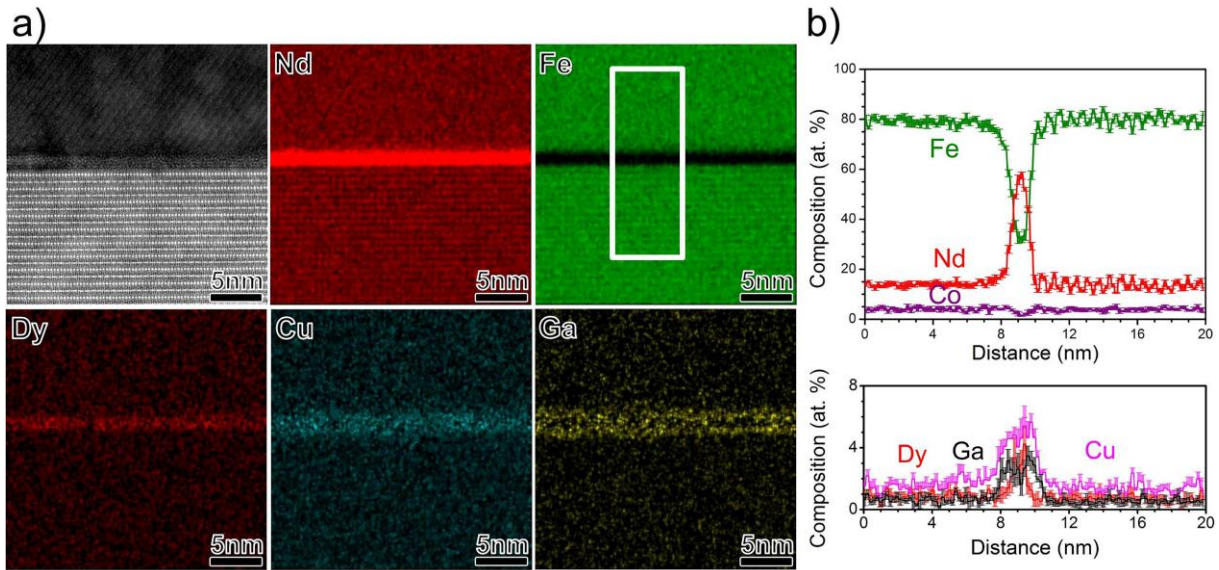 a)
Nd
Fe
5nm
5nm
5nm
Dy
Cu
Ga
5nm
5nm
5nm
b)
Composition (at. %)
100
80
60
40
20
0
Fe
Nd
Co
0 4 8 12 16 20
Distance (nm)
Composition (at. %)
8
4
0
Dy Ga Cu
0 4 8 12 16 20
Distance (nm)